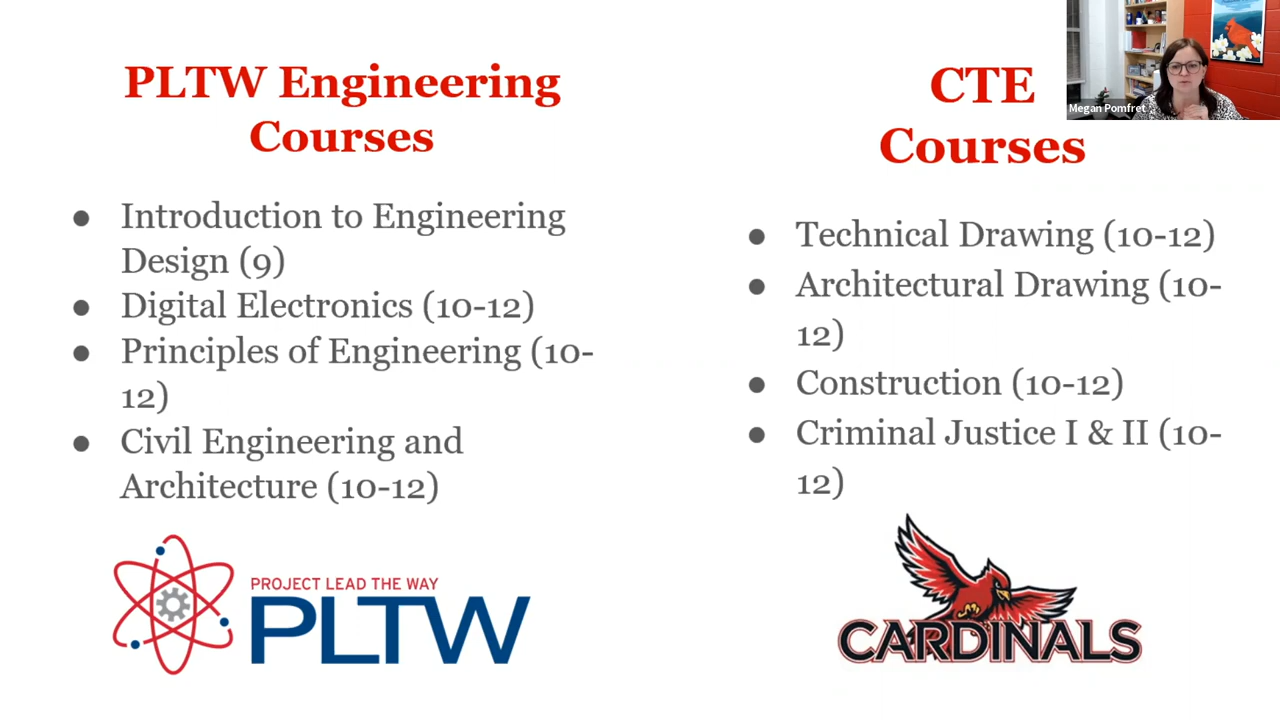 PLTW Engineering
Courses
● Introduction to Engineering
Design (9)
● Digital Electronics (10-12)
● Principles of Engineering (10-
12)
● Civil Engineering and
Architecture (10-12)
PROJECT LEAD THE WAY
PLTW
CTE
Courses
● Technical Drawing (10-12)
● Architectural Drawing (10-
12)
● Construction (10-12)
● Criminal Justice I & II (10-
12)
CARDINALS
Megan Pomfret